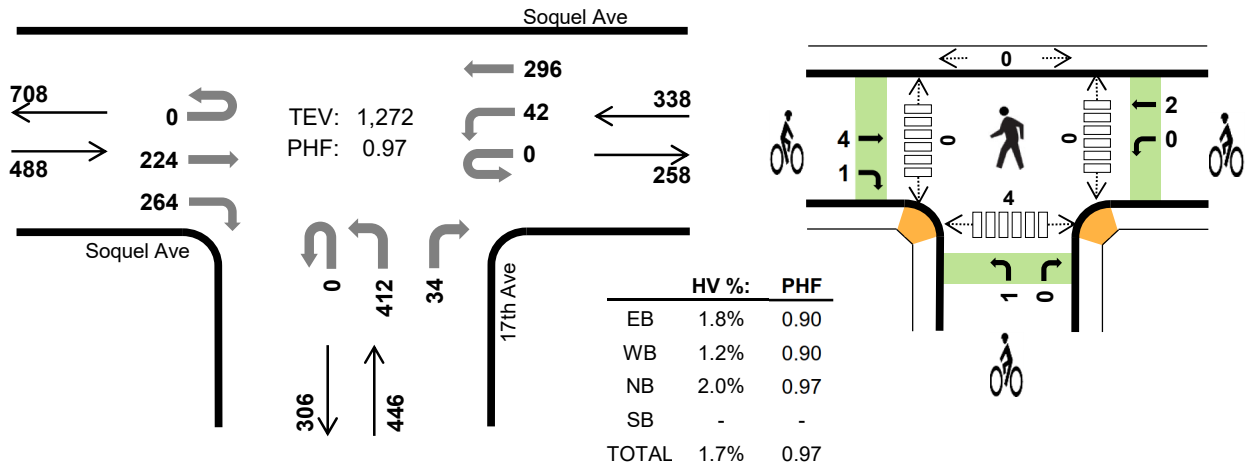 Soquel Ave
708
0
488
224
264
TEV: 1,272
PHF: 0.97
296
42
0
338
258
Soquel Ave
17th Ave
0
412
34
306
446
HV %: PHF
EB 1.8% 0.90
WB 1.2% 0.90
NB 2.0% 0.97
SB - -
TOTAL 1.7% 0.97
0
4
1
0
0
2
0
4
1
0